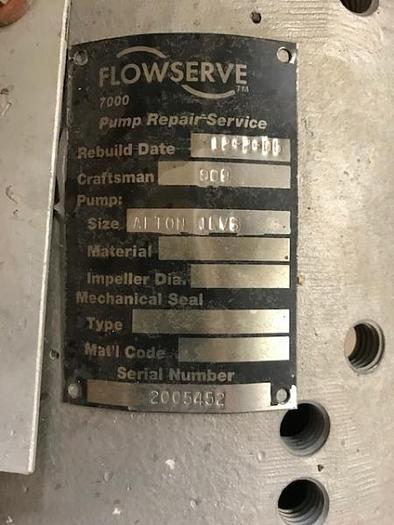 FLOWSERVE TM
7000
Pump Repair Service
Rebuild Date
Craftsman
Pump:
Size
Material
Impeller Dia.
Mechanical Seal
Type
Mat'l Code
Serial Number
2005452